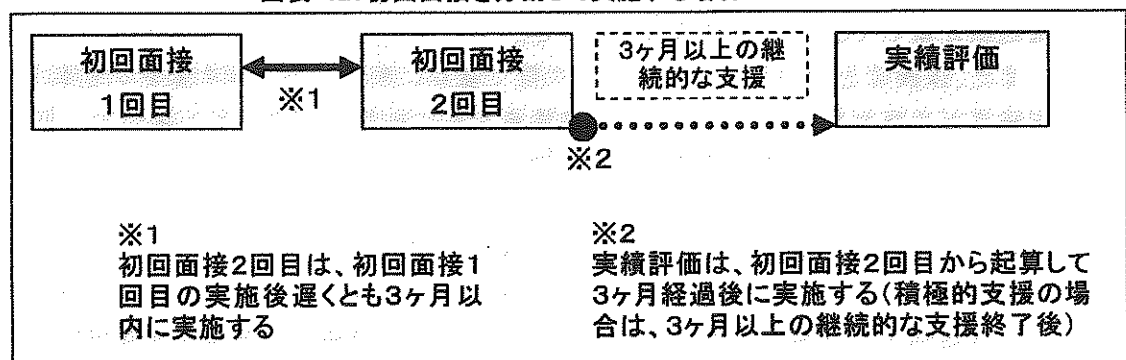 初回面接
1回目
※1
初回面接
2回目
3ヶ月以上の継
続的な支援
実績評価
※2
※1
初回面接2回目は、初回面接1
回目の実施後遅くとも3ヶ月以
内に実施する
※2
実績評価は、初回面接2回目から起算して
3ヶ月経過後に実施する(積極的支援の場
合は、3ヶ月以上の継続的な支援終了後)